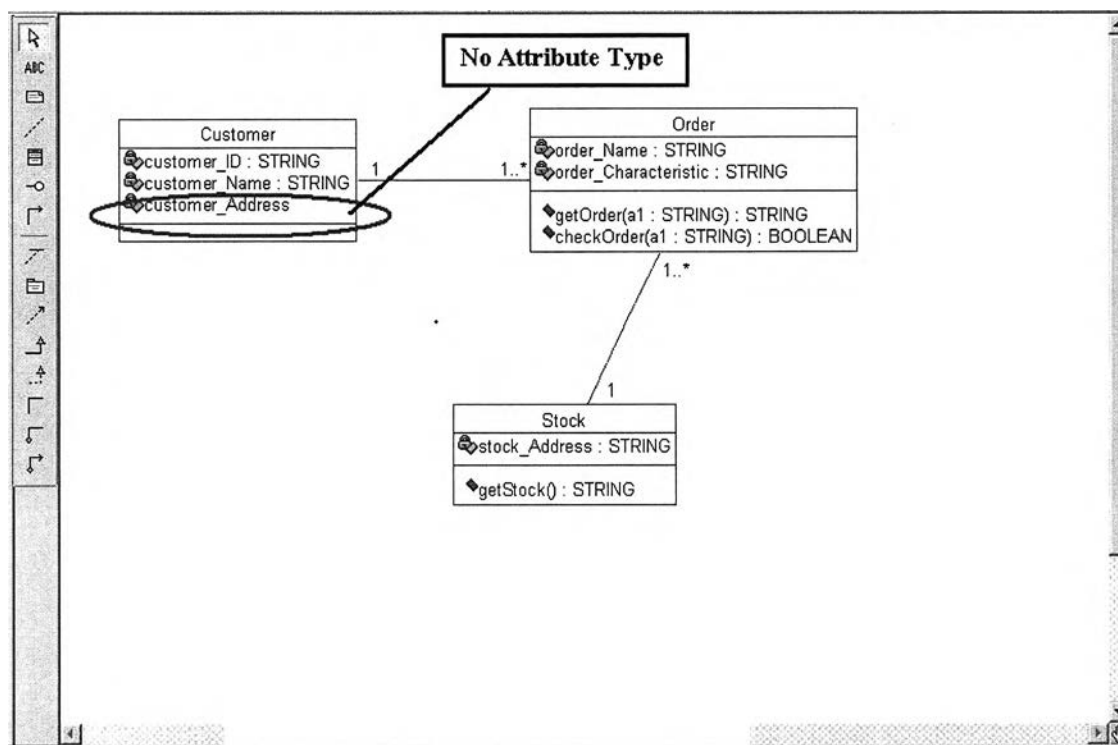 ABC
No Attribute Type
Customer
customer_ID : STRING
customer_Name : STRING
customer_Address
1
1..*
Order
order_Name : STRING
order_Characteristic : STRING
getOrder(a1 : STRING) : STRING
checkOrder(a1 : STRING) : BOOLEAN
1..*
1
Stock
stock_Address : STRING
getStock() : STRING